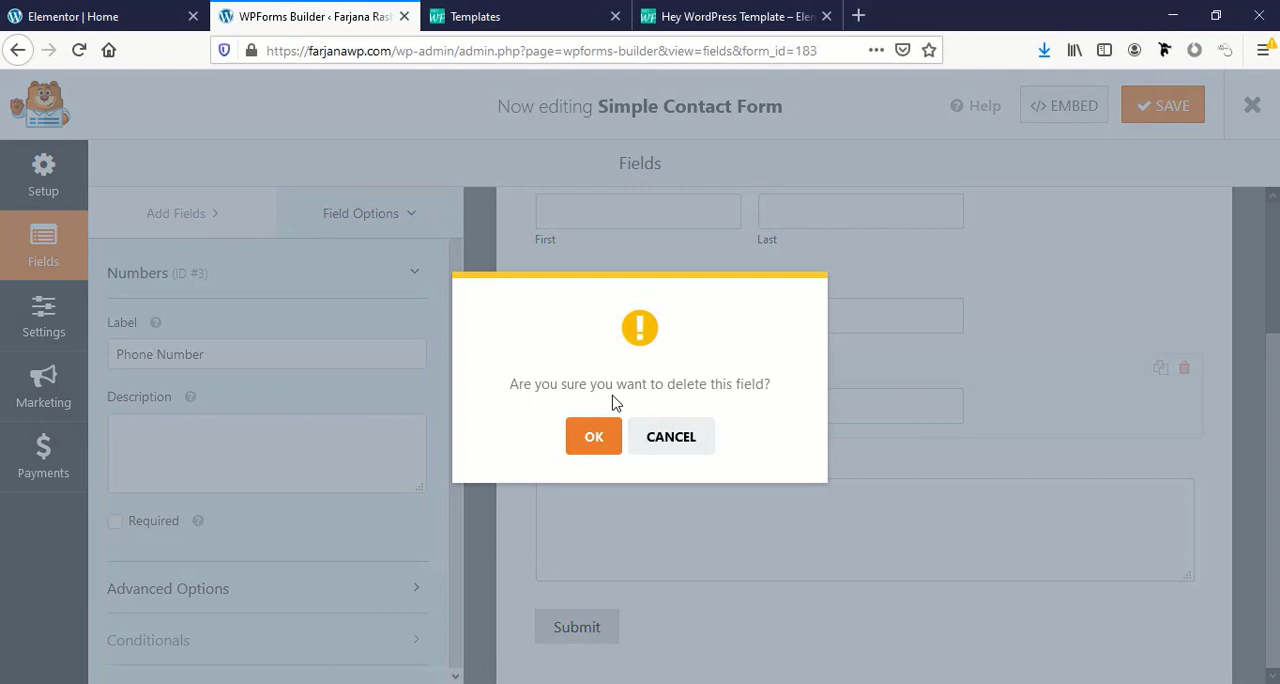 Elementor | Home
WPForms Builder ‹ Farjana Ras
Templates
Hey WordPress Template – Elem
https://farjanawp.com/wp-admin/admin.php?page=wpforms-builder&view=fields&form_id=183
Now editing Simple Contact Form
Help
</> EMBED
SAVE
Fields
Setup
Fields
Settings
Marketing
Payments
Add Fields
Field Options
Numbers (ID #3)
Label
Phone Number
Description
Required
Advanced Options
Conditionals
First
Last
Are you sure you want to delete this field?
OK
CANCEL
Submit